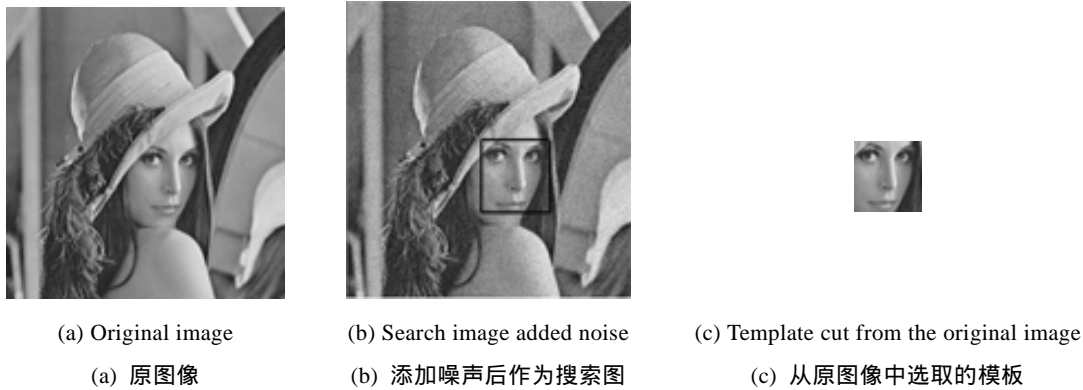 (a) Original image
(b) Search image added noise
(c) Template cut from the original image
(a) 原图像
(b) 添加噪声后作为搜索图
(c) 从原图像中选取的模板